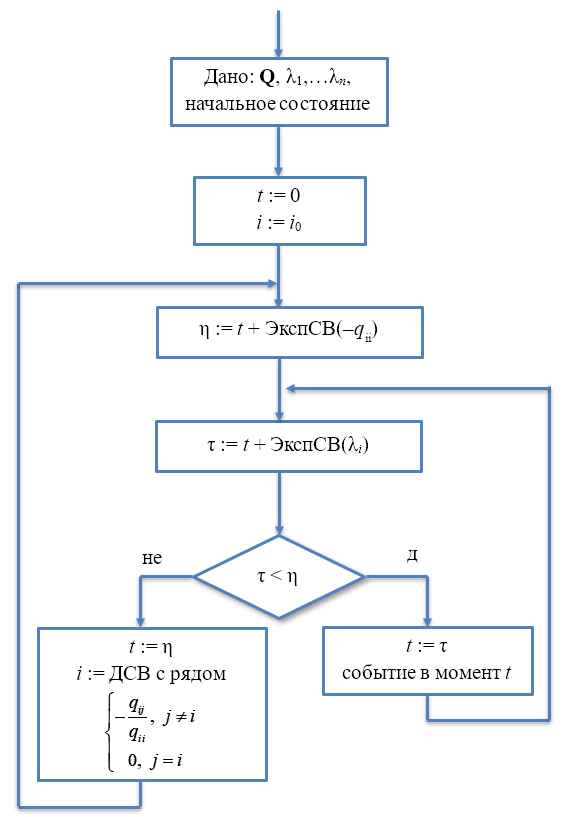 Дано: Q, λ1,…λn,
начальное состояние
t := 0
i := i0
η := t + ЭкспСВ(–qii)
τ := t + ЭкспСВ(λi)
τ < η
не
д
t := η
i := ДСВ с рядом
{ –qij/qii, j ≠ i
0, j = i
t := τ
событие в момент t